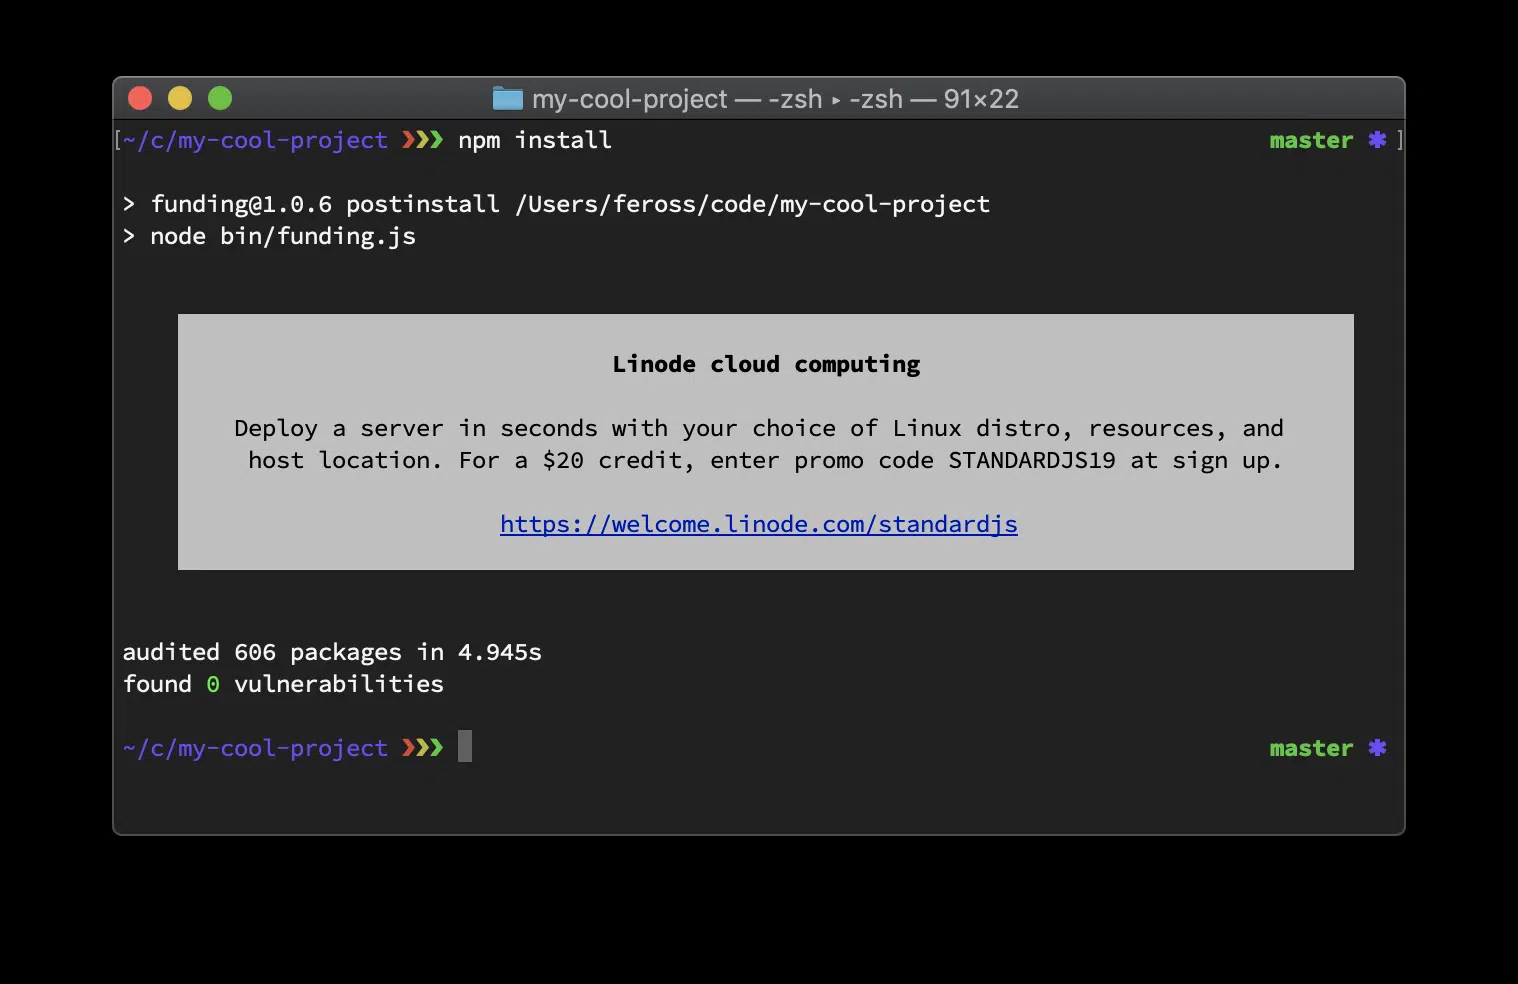 my-cool-project — -zsh ▸ -zsh — 91×22
[~/c/my-cool-project ❯❯❯ npm install master ✱ ]
> funding@1.0.6 postinstall /Users/feross/code/my-cool-project
> node bin/funding.js
Linode cloud computing
Deploy a server in seconds with your choice of Linux distro, resources, and
host location. For a $20 credit, enter promo code STANDARDJS19 at sign up.
https://welcome.linode.com/standardjs
audited 606 packages in 4.945s
found 0 vulnerabilities
~/c/my-cool-project ❯❯❯ master ✱